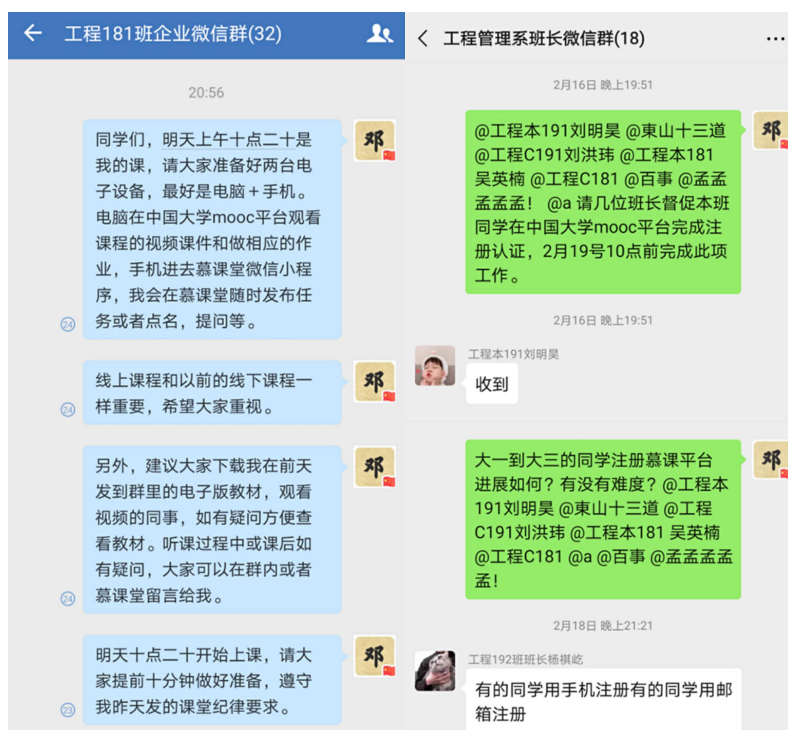 工程181班企业微信群(32)
20:56
同学们，明天上午十点二十是
我的课，请大家准备好两台电
子设备，最好是电脑＋手机。
电脑在中国大学mooc平台观看
课程的视频课件和做相应的作
业，手机进去慕课堂微信小程
序，我会在慕课堂随时发布任
务或者点名，提问等。
邓
24
线上课程和以前的线下课程一
样重要，希望大家重视。
邓
24
另外，建议大家下载我在前天
发到群里的电子版教材，观看
视频的同事，如有疑问方便查
看教材。听课过程中或课后如
有疑问，大家可以在群内或者
慕课堂留言给我。
邓
24
明天十点二十开始上课，请大
家提前十分钟做好准备，遵守
我昨天发的课堂纪律要求。
邓
23
工程管理系班长微信群(18)
2月16日 晚上19:51
@工程本191刘明昊 @東山十三道
@工程C191刘洪玮 @工程本181
吴英楠 @工程C181 @百事 @孟孟
孟孟孟！ @a 请几位班长督促本班
同学在中国大学mooc平台完成注
册认证，2月19号10点前完成此项
工作。
邓
2月16日 晚上19:51
工程本191刘明昊
收到
大一到大三的同学注册慕课平台
进展如何？有没有难度？@工程本
191刘明昊 @東山十三道 @工程
C191刘洪玮 @工程本181 吴英楠
@工程C181 @a @百事 @孟孟孟孟
孟！
邓
2月18日 晚上21:21
工程192班班长杨祺屹
有的同学用手机注册有的同学用邮
箱注册